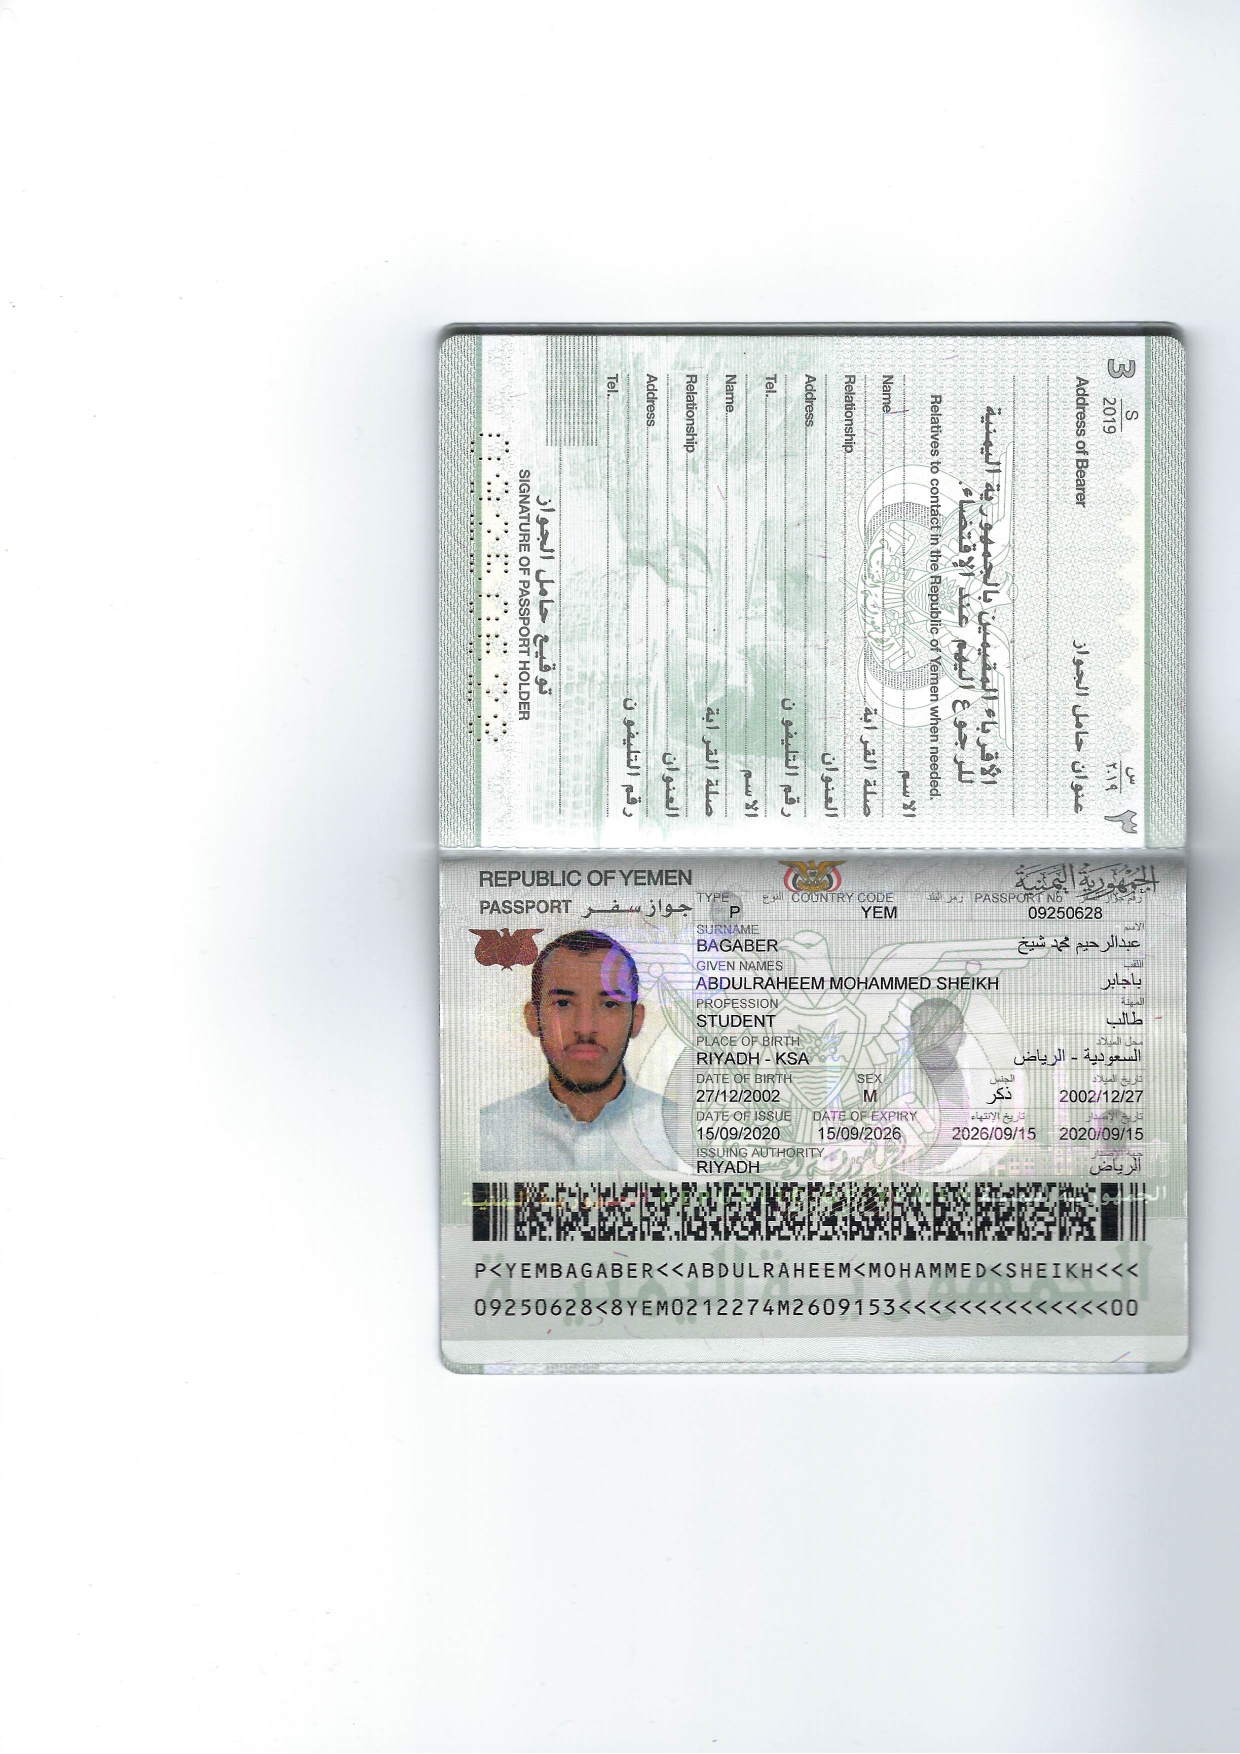 3 S 2019 س ٢٠١٩ ٣
Address of Bearer عنوان حامل الجواز
الأقرباء المقيمين بالجمهورية اليمنية
للرجوع اليهم عند الإقتضاء.
Relatives to contact in the Republic of Yemen when needed.
Name الاسم
Relationship صلة القرابة
Address العنوان
Tel. رقم التليفون
Name الاسم
Relationship صلة القرابة
Address العنوان
Tel. رقم التليفون
توقيع حامل الجواز
SIGNATURE OF PASSPORT HOLDER
REPUBLIC OF YEMEN الجمهورية اليمنية
PASSPORT جواز سفر
TYPE النوع COUNTRY CODE رمز البلد PASSPORT No رقم جواز السفر
P YEM 09250628
SURNAME الاسم
BAGABER عبدالرحيم محمد شيخ
GIVEN NAMES اللقب
ABDULRAHEEM MOHAMMED SHEIKH باجابر
PROFESSION المهنة
STUDENT طالب
PLACE OF BIRTH محل الميلاد
RIYADH - KSA السعودية - الرياض
DATE OF BIRTH SEX الجنس تاريخ الميلاد
27/12/2002 M ذكر 2002/12/27
DATE OF ISSUE DATE OF EXPIRY تاريخ الانتهاء تاريخ الاصدار
15/09/2020 15/09/2026 2026/09/15 2020/09/15
ISSUING AUTHORITY جهة الاصدار
RIYADH الرياض
P<YEMBAGABER<<ABDULRAHEEM<MOHAMMED<SHEIKH<<<
09250628<8YEM0212274M2609153<<<<<<<<<<<<<<00